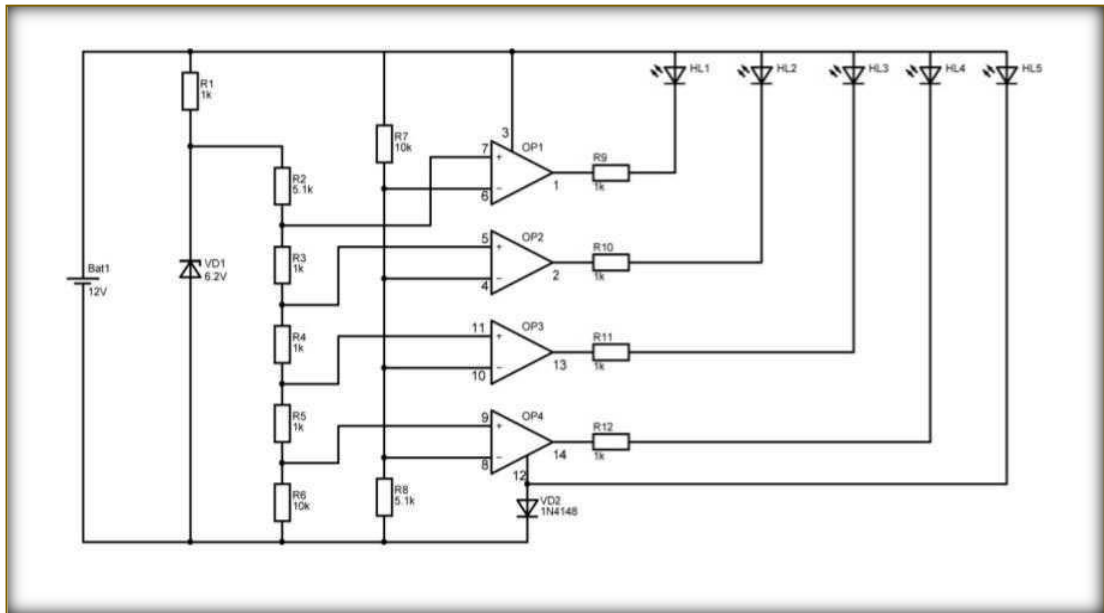 HL1
HL2
HL3
HL4
HL5
R1
1k
R7
10k
3
OP1
7
+
−
6
1
R9
1k
R2
5.1k
R3
1k
5
OP2
+
−
4
2
R10
1k
Bat1
12V
VD1
6.2V
R4
1k
11
OP3
+
−
10
13
R11
1k
R5
1k
9
OP4
+
−
8
14
12
R12
1k
R6
10k
R8
5.1k
VD2
1N4148